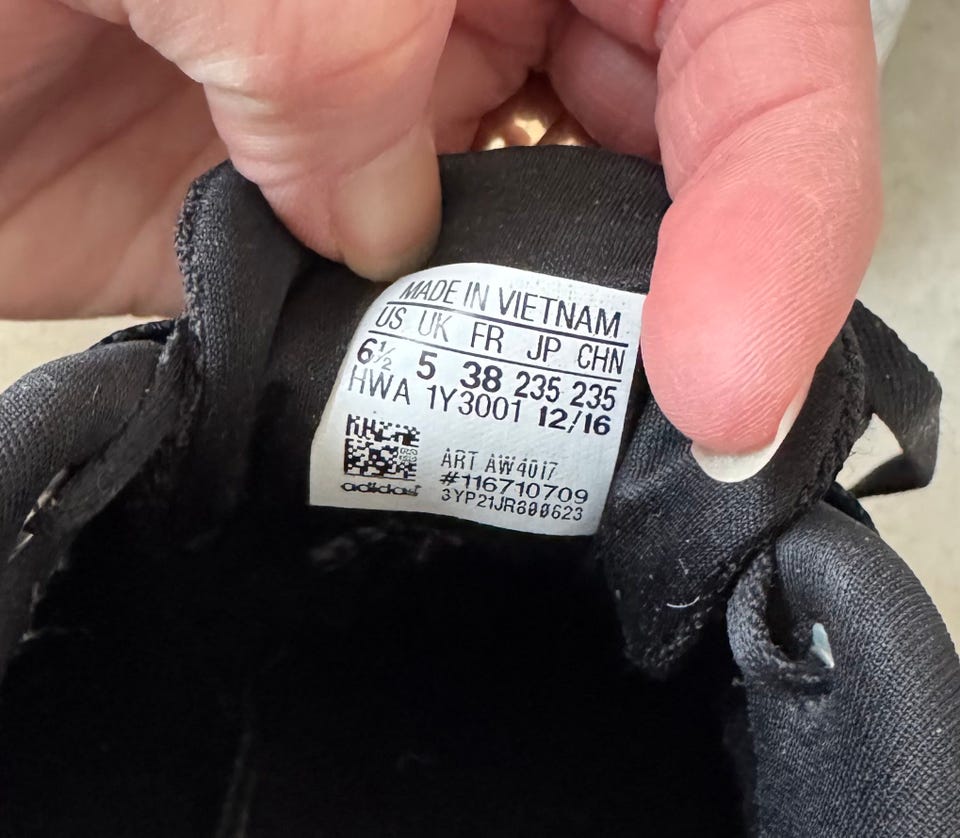 MADE IN VIETNAM
US UK FR JP CHN
6½ 5 38 235 235
HWA 1Y3001 12/16
ART AW4017
#116710709
adidas 3YP21JR800623